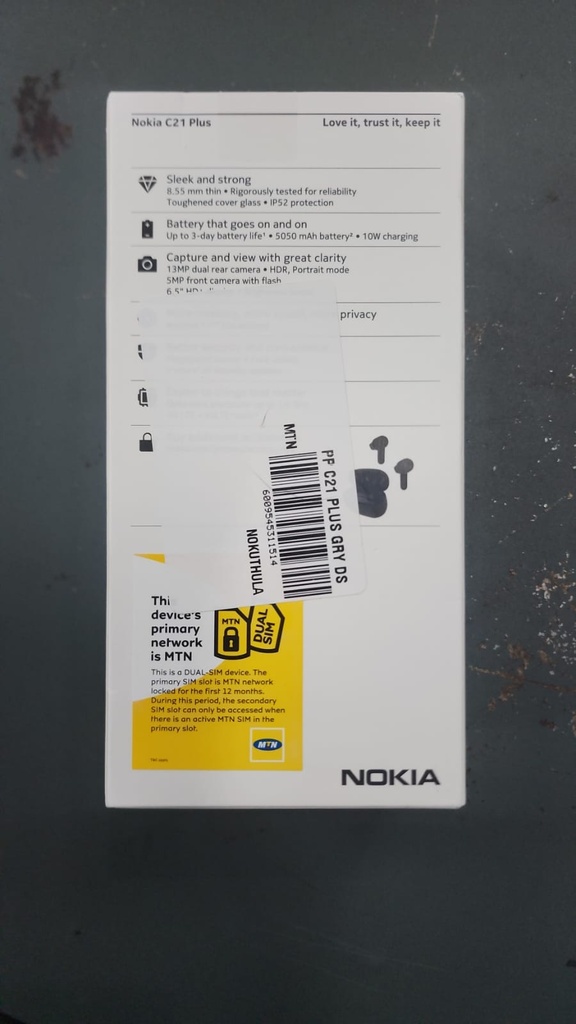 Nokia C21 Plus
Love it, trust it, keep it
Sleek and strong
8.55 mm thin • Rigorously tested for reliability
Toughened cover glass • IP52 protection
Battery that goes on and on
Up to 3-day battery life¹ • 5050 mAh battery² • 10W charging
Capture and view with great clarity
13MP dual rear camera • HDR, Portrait mode
5MP front camera with flash
6.5" HD+
privacy
MTN
PP C21 PLUS GRY DS
6009545311514
NOKUTHULA
Thi
device's
primary
network
is MTN
MTN
DUAL
SIM
This is a DUAL-SIM device. The
primary SIM slot is MTN network
locked for the first 12 months.
During this period, the secondary
SIM slot can only be accessed when
there is an active MTN SIM in the
primary slot.
MTN
NOKIA